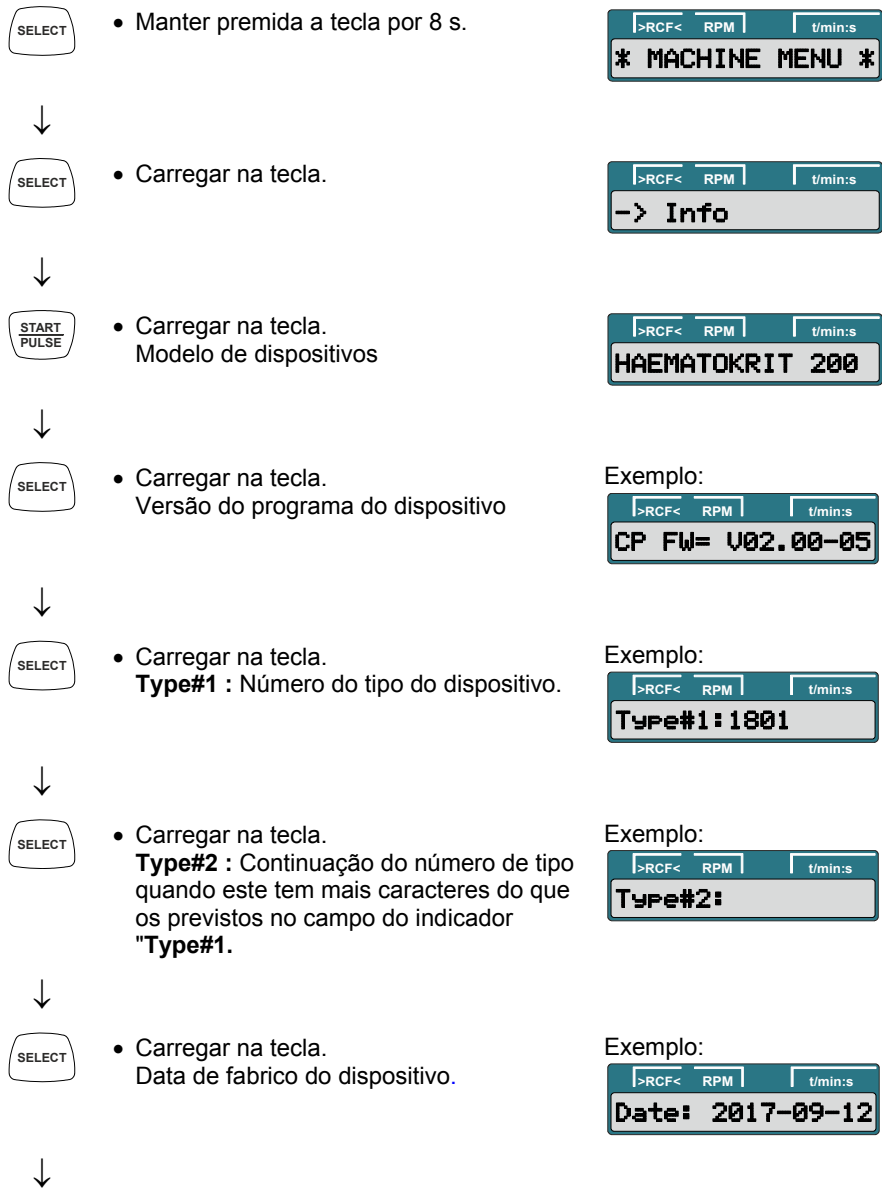 SELECT
• Manter premida a tecla por 8 s.
>RCF< RPM t/min:s
* MACHINE MENU *
↓
SELECT
• Carregar na tecla.
>RCF< RPM t/min:s
-> Info
↓
START
PULSE
• Carregar na tecla.
Modelo de dispositivos
>RCF< RPM t/min:s
HAEMATOKRIT 200
↓
SELECT
• Carregar na tecla.
Versão do programa do dispositivo
Exemplo:
>RCF< RPM t/min:s
CP FW= V02.00-05
↓
SELECT
• Carregar na tecla.
Type#1 : Número do tipo do dispositivo.
Exemplo:
>RCF< RPM t/min:s
Type#1:1801
↓
SELECT
• Carregar na tecla.
Type#2 : Continuação do número de tipo
quando este tem mais caracteres do que
os previstos no campo do indicador
"Type#1.
Exemplo:
>RCF< RPM t/min:s
Type#2:
↓
SELECT
• Carregar na tecla.
Data de fabrico do dispositivo.
Exemplo:
>RCF< RPM t/min:s
Date: 2017-09-12
↓